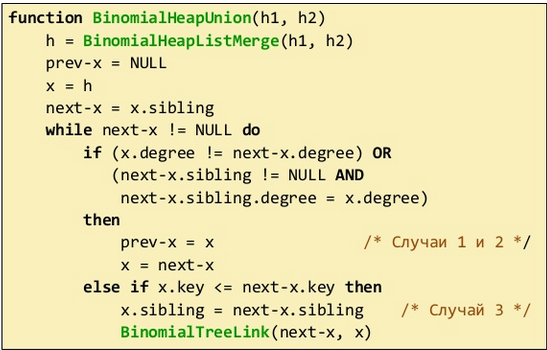 function BinomialHeapUnion(h1, h2)
h = BinomialHeapListMerge(h1, h2)
prev-x = NULL
x = h
next-x = x.sibling
while next-x != NULL do
if (x.degree != next-x.degree) OR
(next-x.sibling != NULL AND
next-x.sibling.degree = x.degree)
then
prev-x = x /* Случаи 1 и 2 */
x = next-x
else if x.key <= next-x.key then
x.sibling = next-x.sibling /* Случай 3 */
BinomialTreeLink(next-x, x)